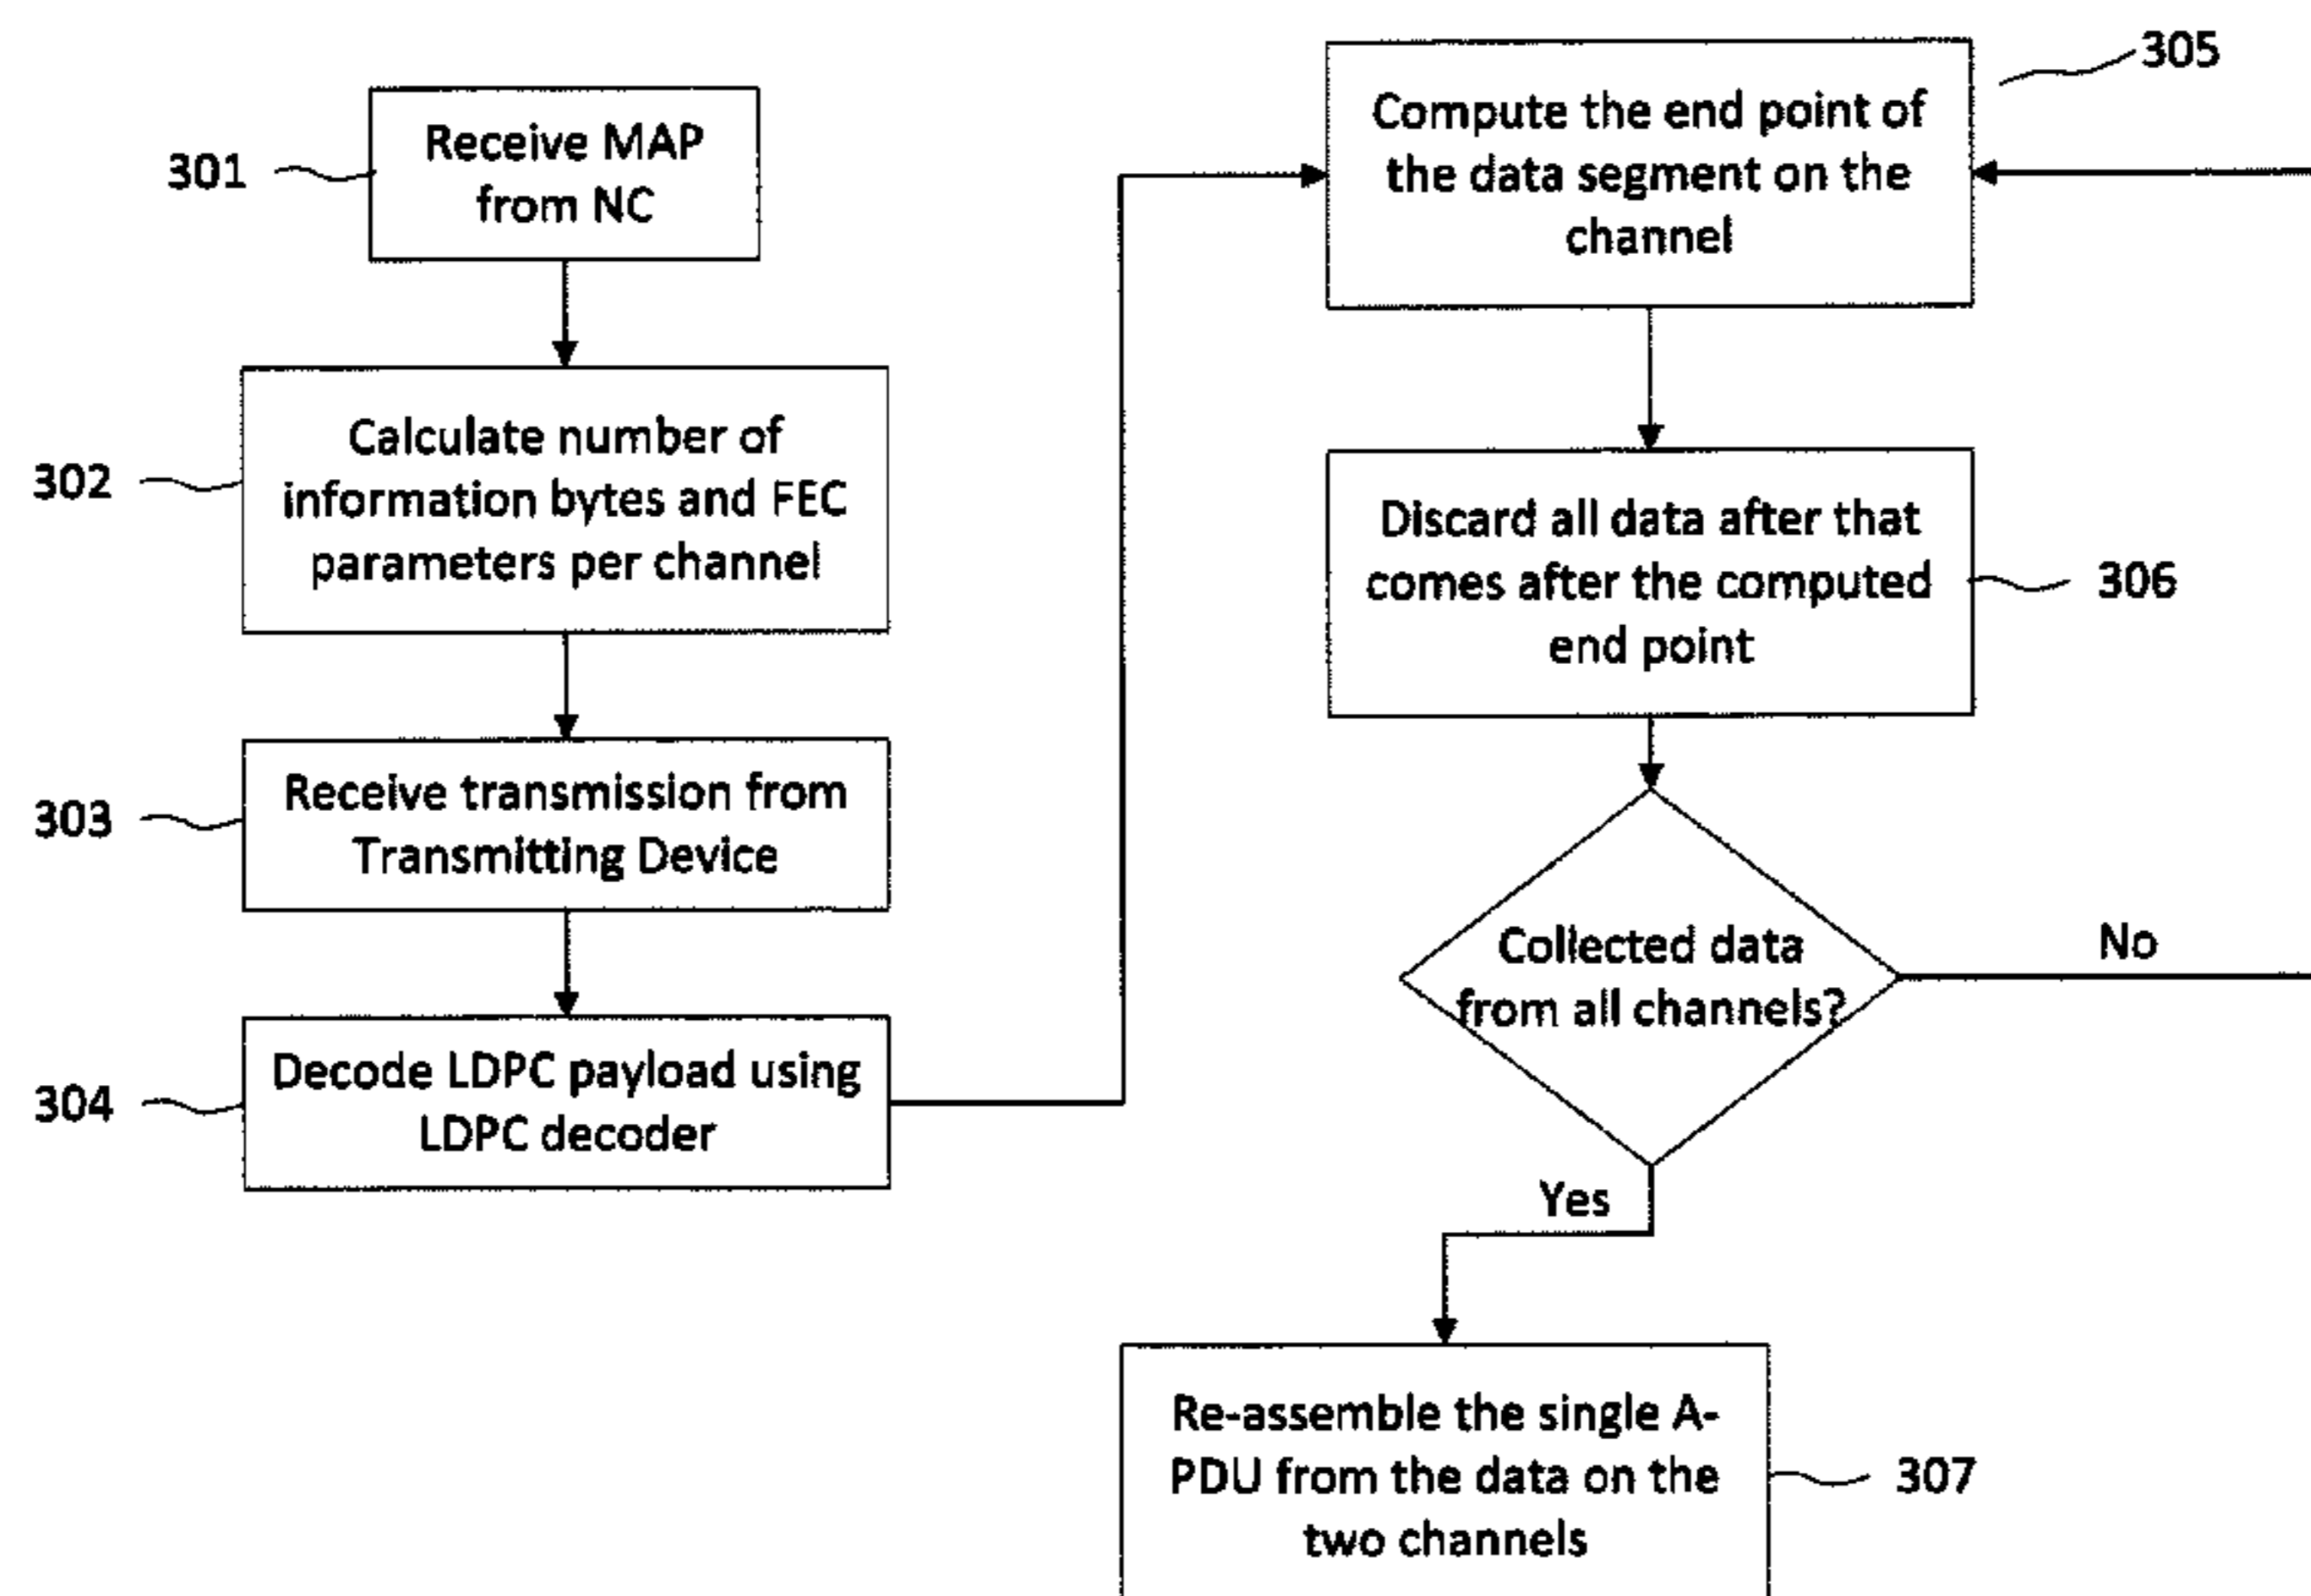 301
Receive MAP
from NC
302
Calculate number of
information bytes and FEC
parameters per channel
303
Receive transmission from
Transmitting Device
304
Decode LDPC payload using
LDPC decoder
305
Compute the end point of
the data segment on the
channel
Discard all data after that
comes after the computed
end point
306
Collected data
from all channels?
No
Yes
Re-assemble the single A-
PDU from the data on the
two channels
307